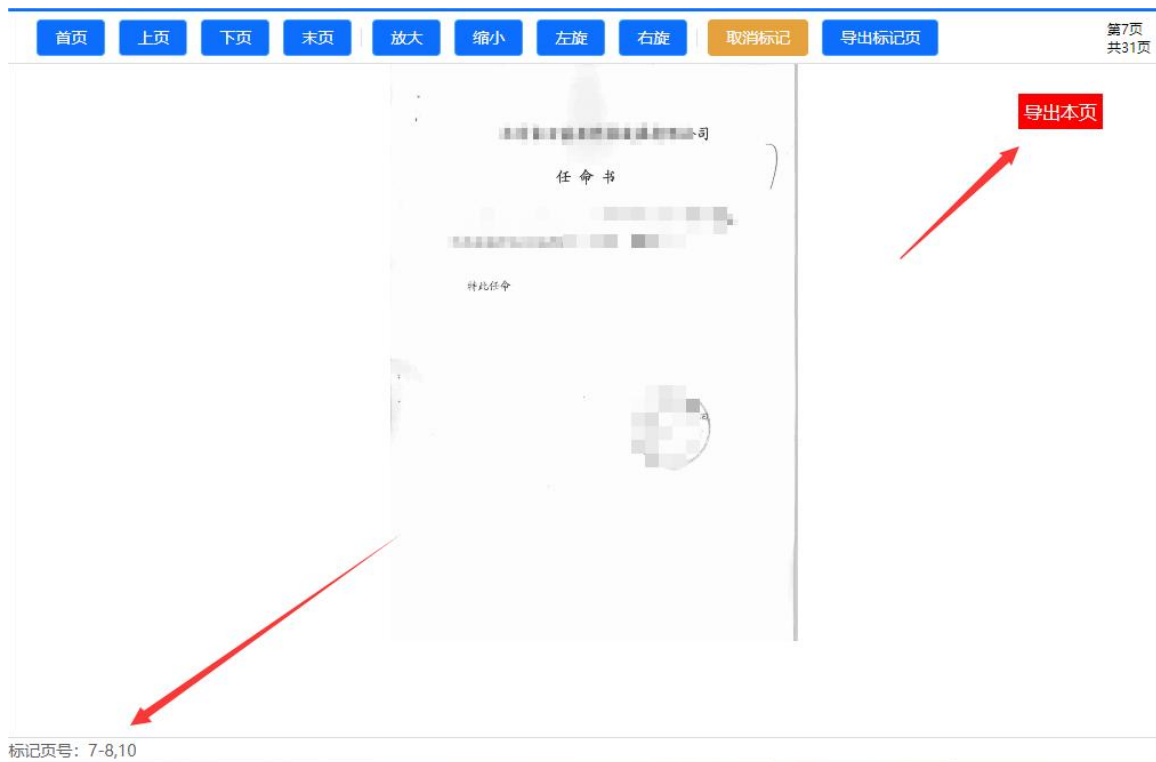 首页 上页 下页 末页 放大 缩小 左旋 右旋 取消标记 导出标记页
第7页
共31页
导出本页
司
任命书
特此任命
标记页号：7-8,10